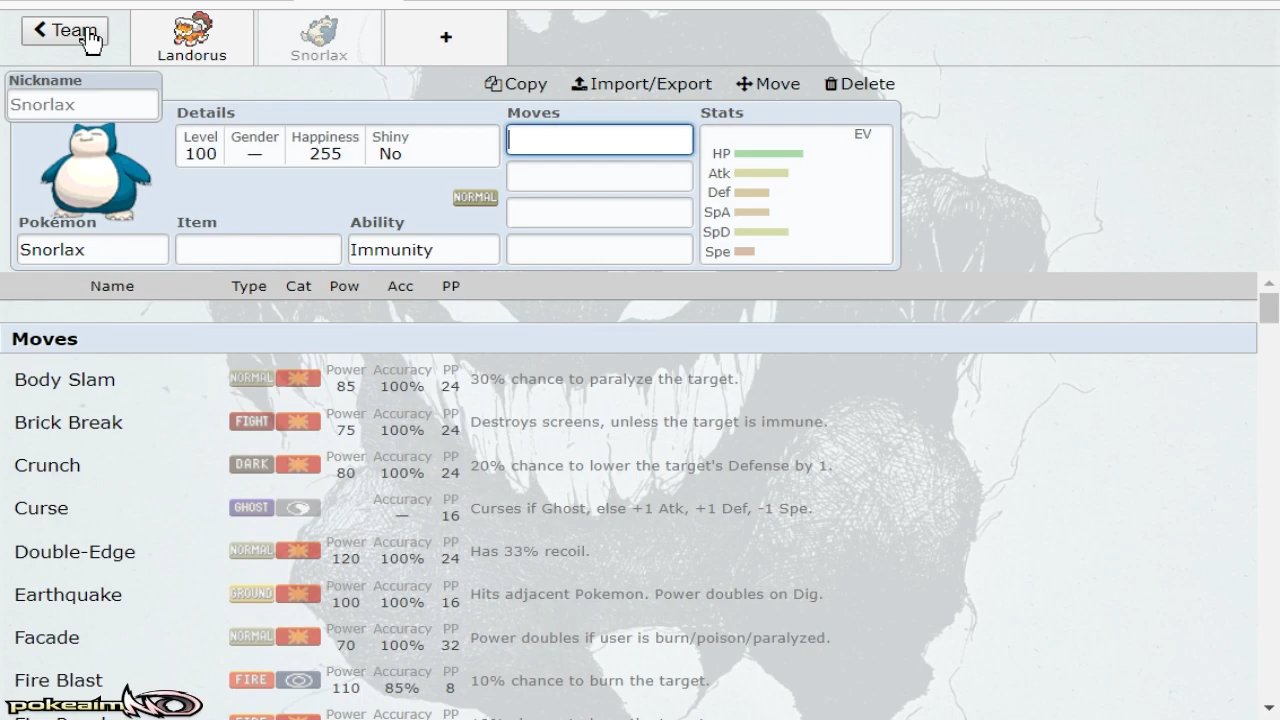 Team
Landorus
Snorlax
+
Nickname
Snorlax
Copy
Import/Export
Move
Delete
Details
Level
100
Gender
—
Happiness
255
Shiny
No
NORMAL
Pokémon
Snorlax
Item
Ability
Immunity
Moves
Stats
EV
HP
Atk
Def
SpA
SpD
Spe
Name Type Cat Pow Acc PP
Moves
Body Slam NORMAL Power 85 Accuracy 100% PP 24 30% chance to paralyze the target.
Brick Break FIGHT Power 75 Accuracy 100% PP 24 Destroys screens, unless the target is immune.
Crunch DARK Power 80 Accuracy 100% PP 24 20% chance to lower the target's Defense by 1.
Curse GHOST Accuracy — PP 16 Curses if Ghost, else +1 Atk, +1 Def, -1 Spe.
Double-Edge NORMAL Power 120 Accuracy 100% PP 24 Has 33% recoil.
Earthquake GROUND Power 100 Accuracy 100% PP 16 Hits adjacent Pokemon. Power doubles on Dig.
Facade NORMAL Power 70 Accuracy 100% PP 32 Power doubles if user is burn/poison/paralyzed.
Fire Blast FIRE Power 110 Accuracy 85% PP 8 10% chance to burn the target.
Power Accuracy PP
pokeaimMD